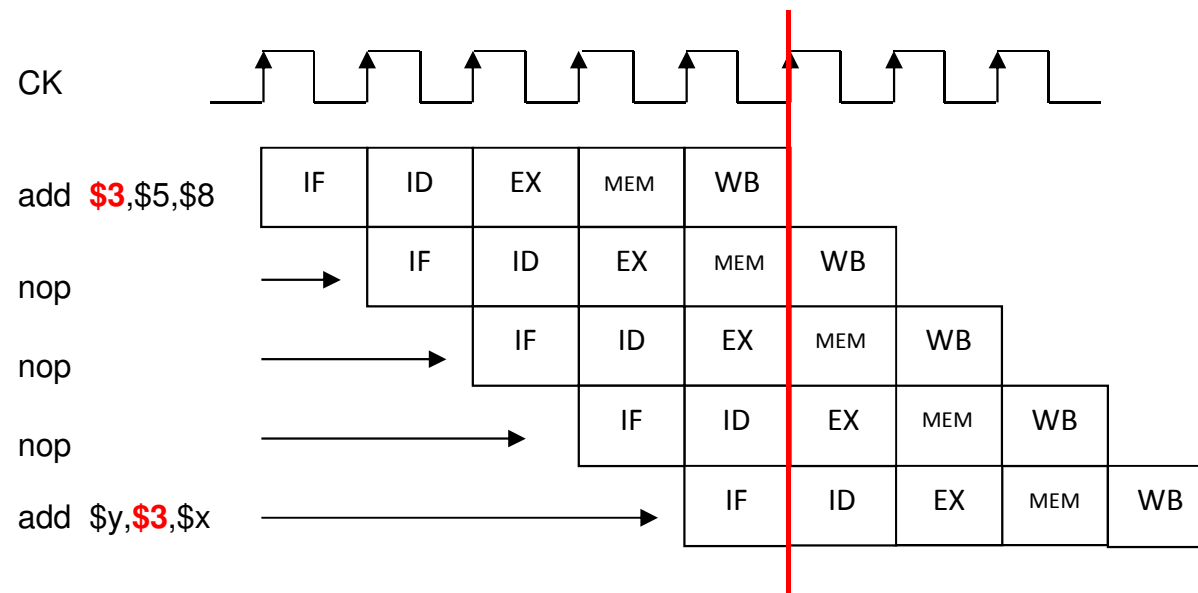 CK
add $3,$5,$8 IF ID EX MEM WB
nop IF ID EX MEM WB
nop IF ID EX MEM WB
nop IF ID EX MEM WB
add $y,$3,$x IF ID EX MEM WB